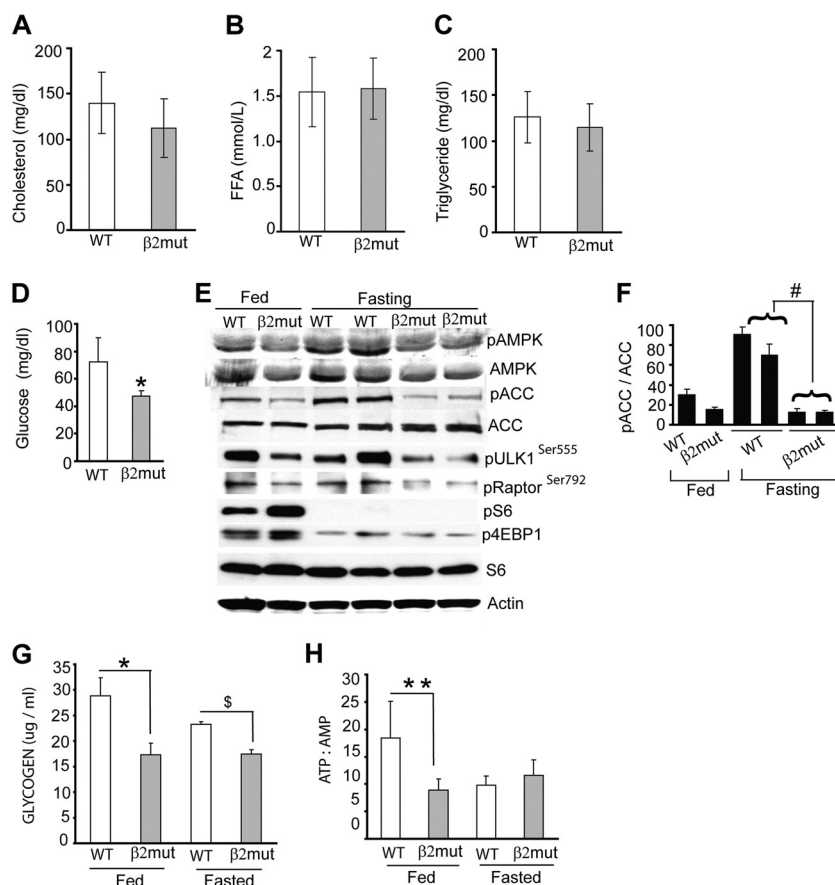 A
Cholesterol (mg/dl)
200
150
100
50
0
WT
β2mut
B
FFA (mmol/L)
2
1.5
1
0.5
0
WT
β2mut
C
Triglyceride (mg/dl)
200
150
100
50
0
WT
β2mut
D
Glucose (mg/dl)
100
80
60
40
20
0
*
WT
β2mut
E
Fed Fasting
WT β2mut WT WT β2mut β2mut
pAMPK
AMPK
pACC
ACC
pULK1 Ser555
pRaptor Ser792
pS6
p4EBP1
S6
Actin
F
pACC / ACC
100
80
60
40
20
0
#
WT β2mut WT β2mut
Fed Fasting
G
GLYCOGEN (ug / ml)
35
30
25
20
15
10
5
0
* $
WT β2mut WT β2mut
Fed Fasted
H
ATP : AMP
30
25
20
15
10
5
0
* *
WT β2mut WT β2mut
Fed Fasted